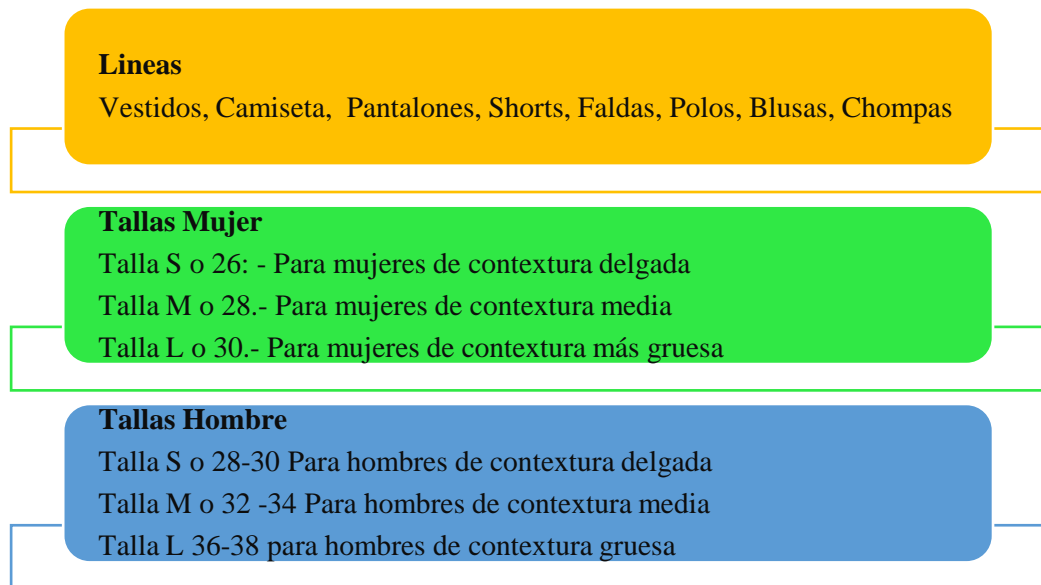 Lineas
Vestidos, Camiseta,  Pantalones, Shorts, Faldas, Polos, Blusas, Chompas
Tallas Mujer
Talla S o 26: - Para mujeres de contextura delgada
Talla M o 28.- Para mujeres de contextura media
Talla L o 30.- Para mujeres de contextura más gruesa
Tallas Hombre
Talla S o 28-30 Para hombres de contextura delgada
Talla M o 32 -34 Para hombres de contextura media
Talla L 36-38 para hombres de contextura gruesa